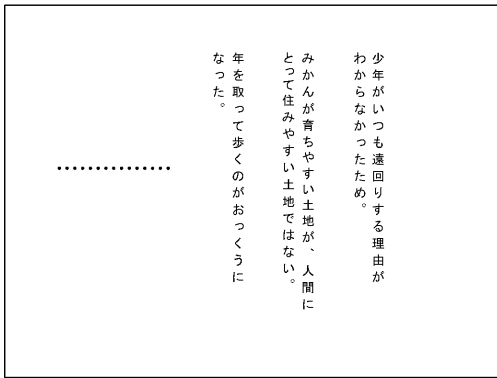 少年がいつも遠回りする理由が
わからなかったため。
みかんが育ちやすい土地が、人間に
とって住みやすい土地ではない。
年を取って歩くのがおっくうに
なった。
……………